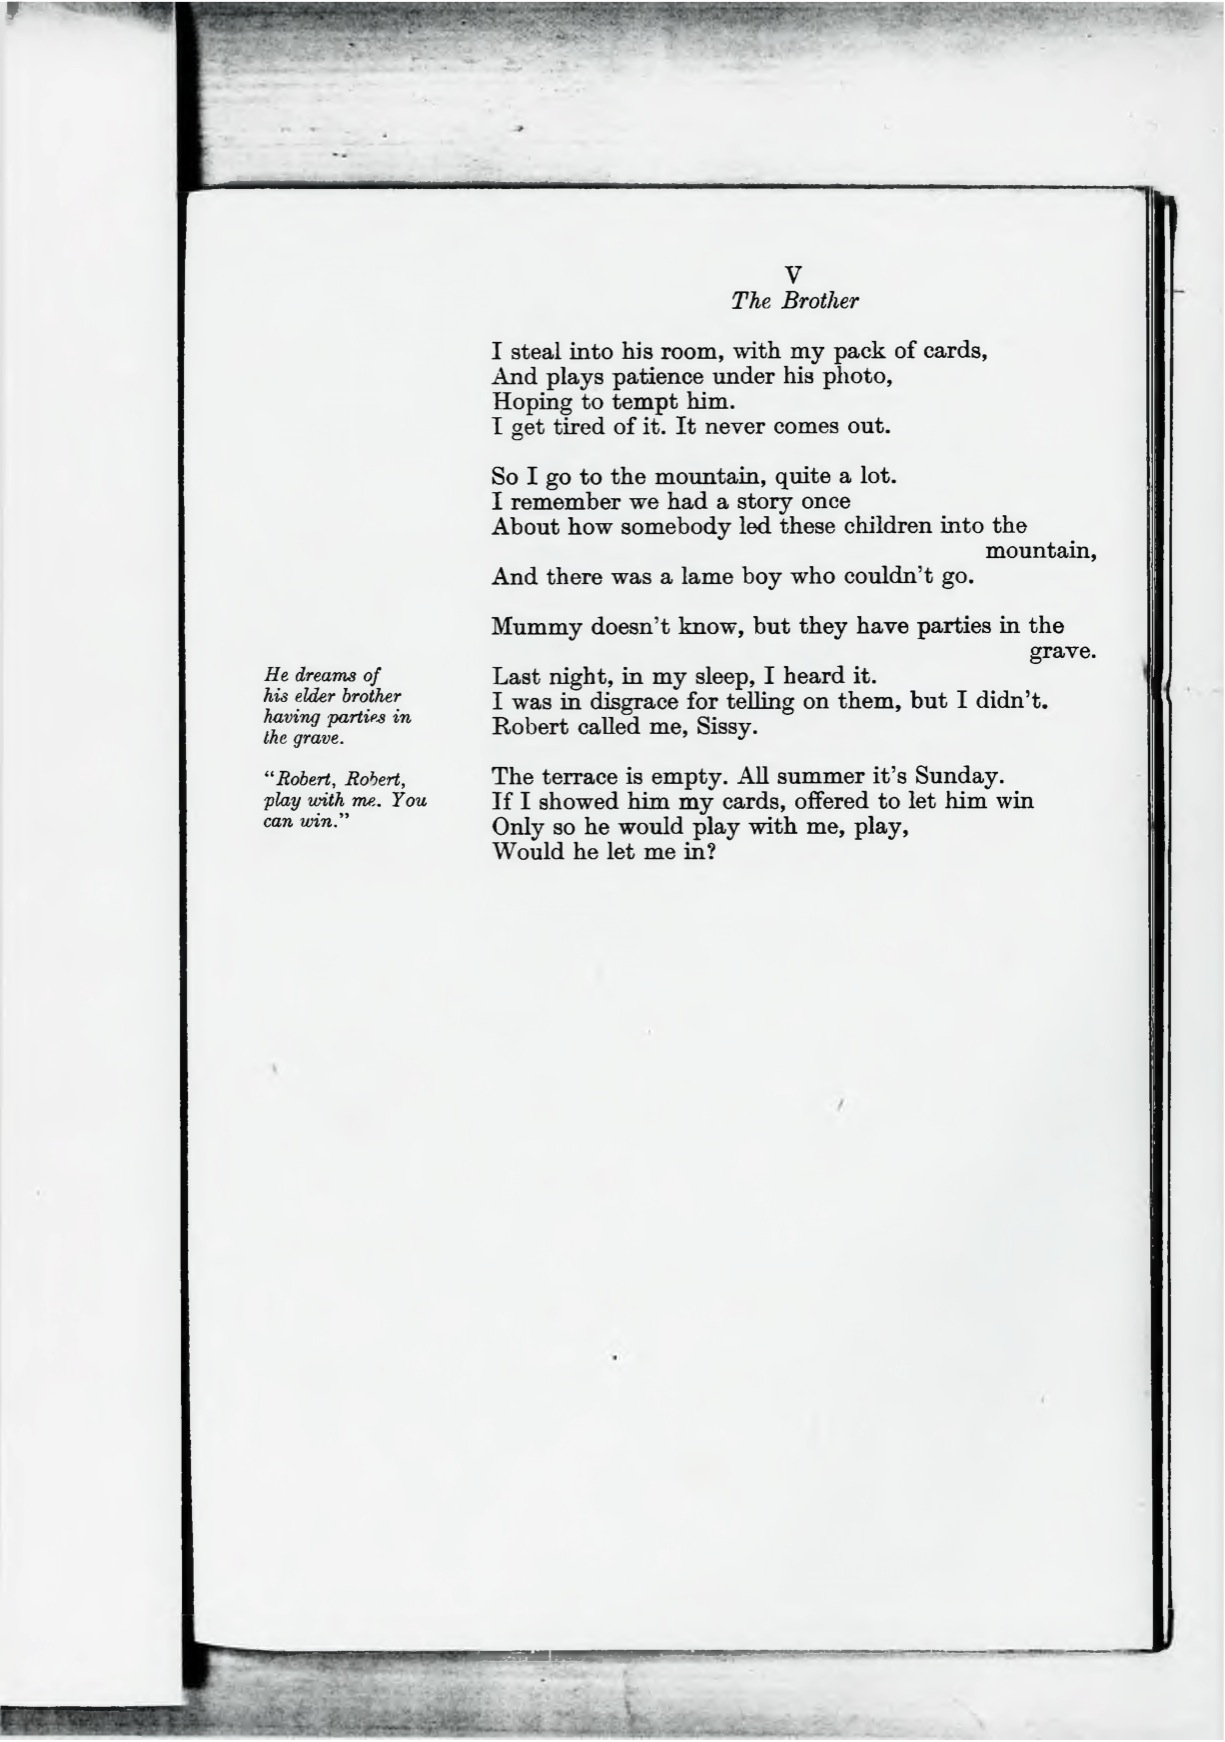 V
The Brother
I steal into his room, with my pack of cards,
And plays patience under his photo,
Hoping to tempt him.
I get tired of it. It never comes out.
So I go to the mountain, quite a lot.
I remember we had a story once
About how somebody led these children into the
mountain,
And there was a lame boy who couldn't go.
Mummy doesn't know, but they have parties in the
grave.
He dreams of
his elder brother
having parties in
the grave.
Last night, in my sleep, I heard it.
I was in disgrace for telling on them, but I didn't.
Robert called me, Sissy.
"Robert, Robert,
play with me. You
can win."
The terrace is empty. All summer it's Sunday.
If I showed him my cards, offered to let him win
Only so he would play with me, play,
Would he let me in?